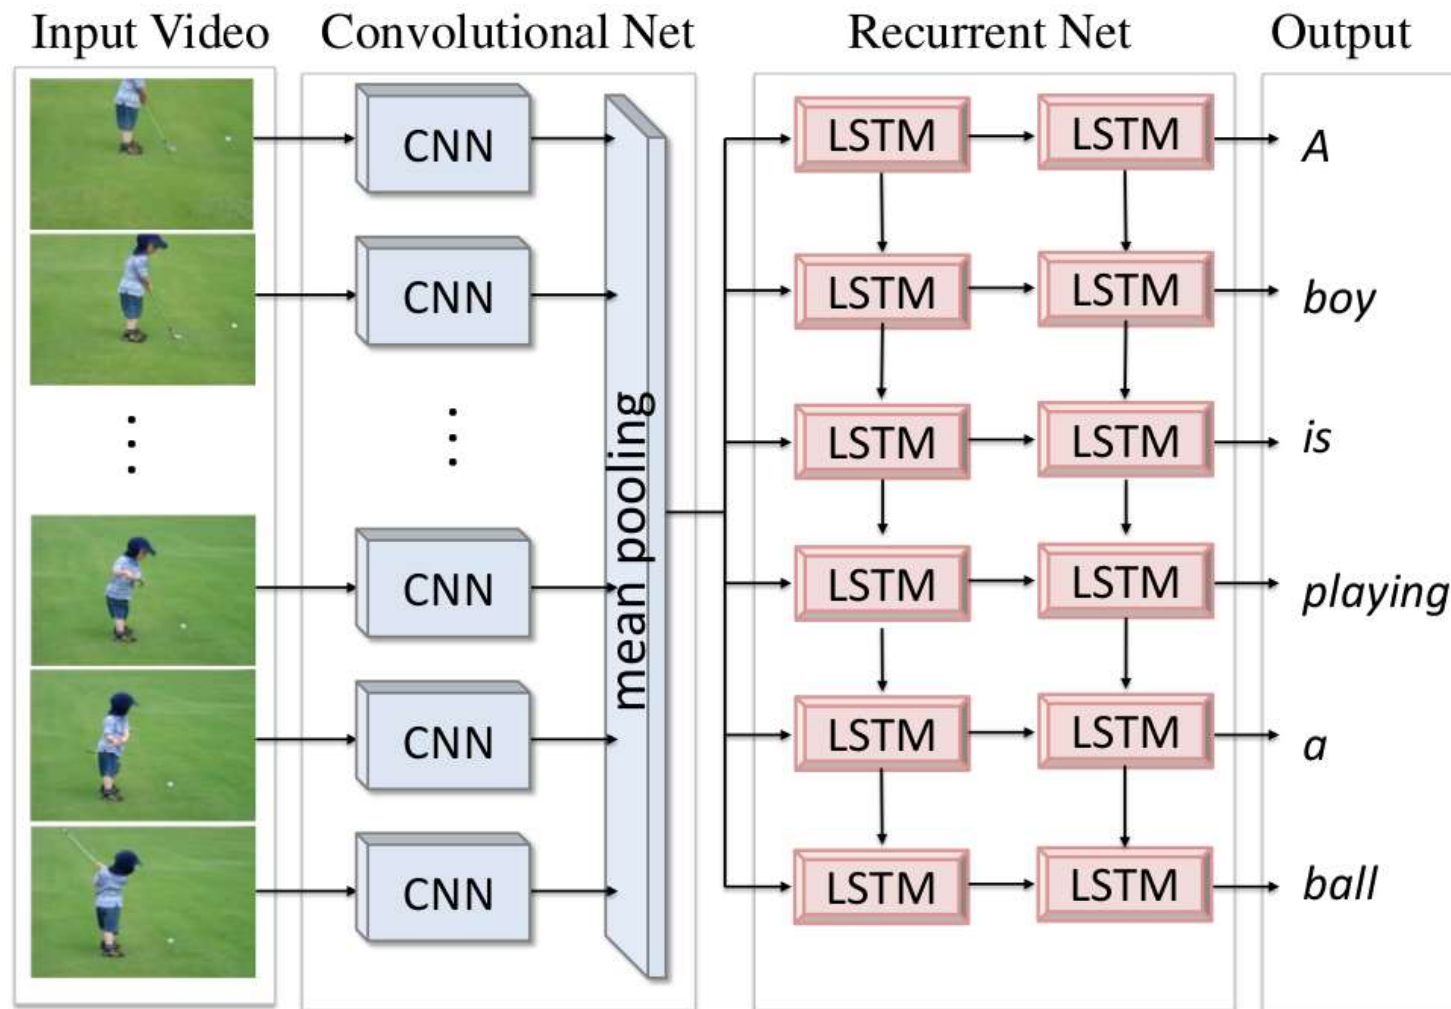 Input Video Convolutional Net Recurrent Net Output
CNN LSTM LSTM A
CNN LSTM LSTM boy
mean pooling
LSTM LSTM is
CNN LSTM LSTM playing
CNN LSTM LSTM a
CNN LSTM LSTM ball